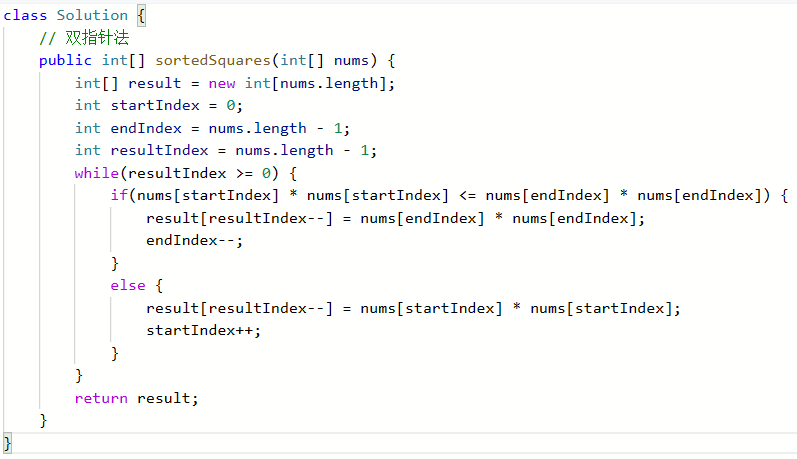 class Solution {
    // 双指针法
    public int[] sortedSquares(int[] nums) {
        int[] result = new int[nums.length];
        int startIndex = 0;
        int endIndex = nums.length - 1;
        int resultIndex = nums.length - 1;
        while(resultIndex >= 0) {
            if(nums[startIndex] * nums[startIndex] <= nums[endIndex] * nums[endIndex]) {
                result[resultIndex--] = nums[endIndex] * nums[endIndex];
                endIndex--;
            }
            else {
                result[resultIndex--] = nums[startIndex] * nums[startIndex];
                startIndex++;
            }
        }
        return result;
    }
}